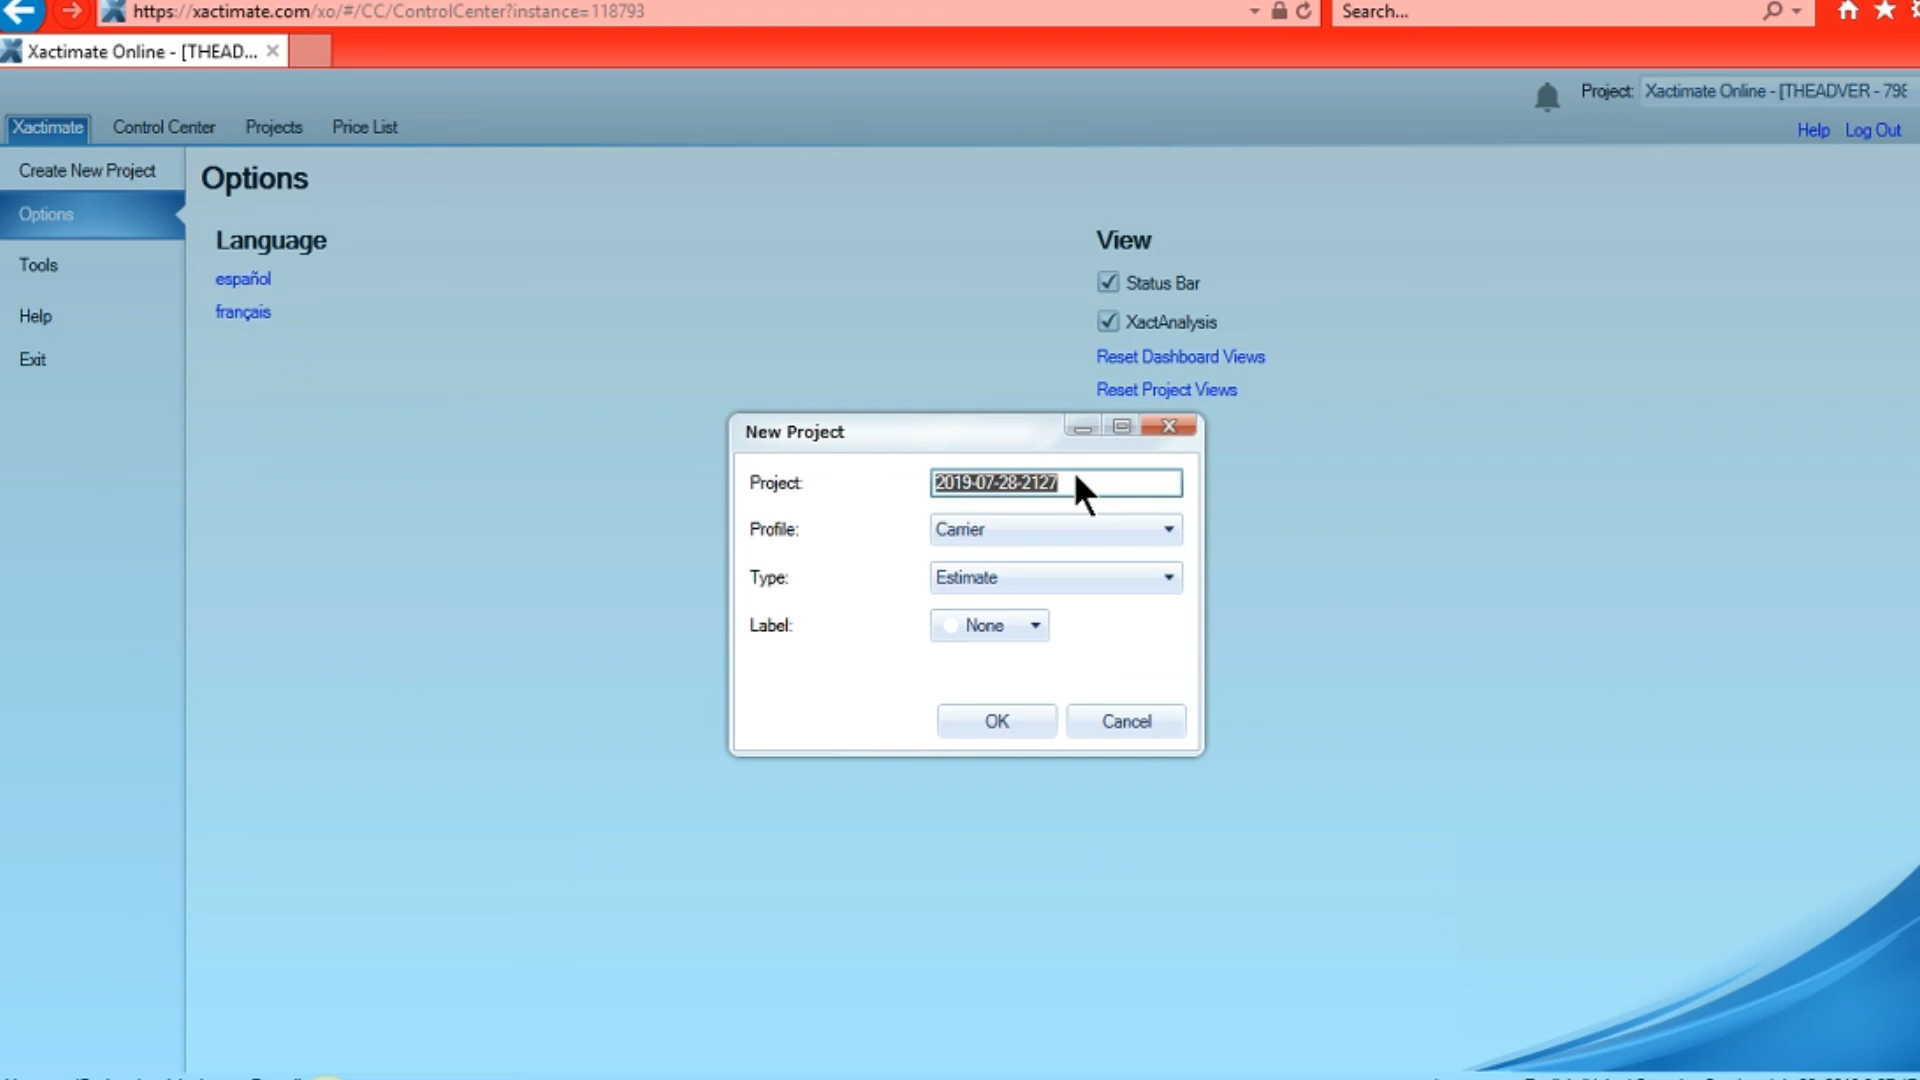 https://xactimate.com/xo/#/CC/ControlCenter?instance=118793
Search...
Xactimate Online - [THEAD...
Project: Xactimate Online - [THEADVER - 798
Xactimate Control Center Projects Price List
Help Log Out
Create New Project
Options
Tools
Help
Exit
Options
Language
español
français
View
Status Bar
XactAnalysis
Reset Dashboard Views
Reset Project Views
New Project
Project: 2019-07-28-2127
Profile: Carrier
Type: Estimate
Label: None
OK Cancel